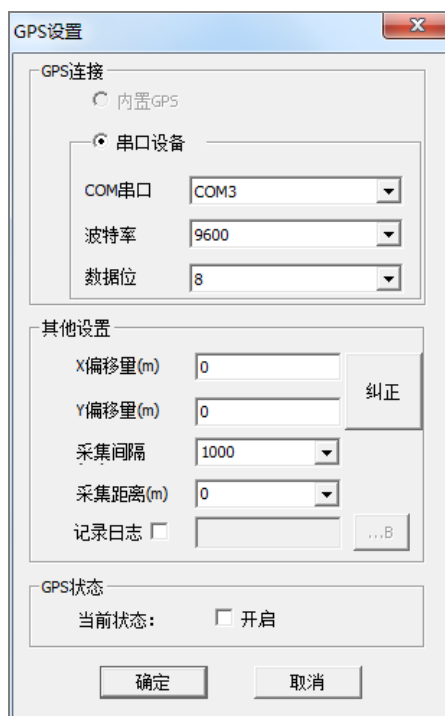 GPS设置
GPS连接
内置GPS
串口设备
COM串口 COM3
波特率 9600
数据位 8
其他设置
X偏移量(m) 0
纠正
Y偏移量(m) 0
采集间隔 1000
采集距离(m) 0
记录日志 ...B
GPS状态
当前状态： 开启
确定 取消